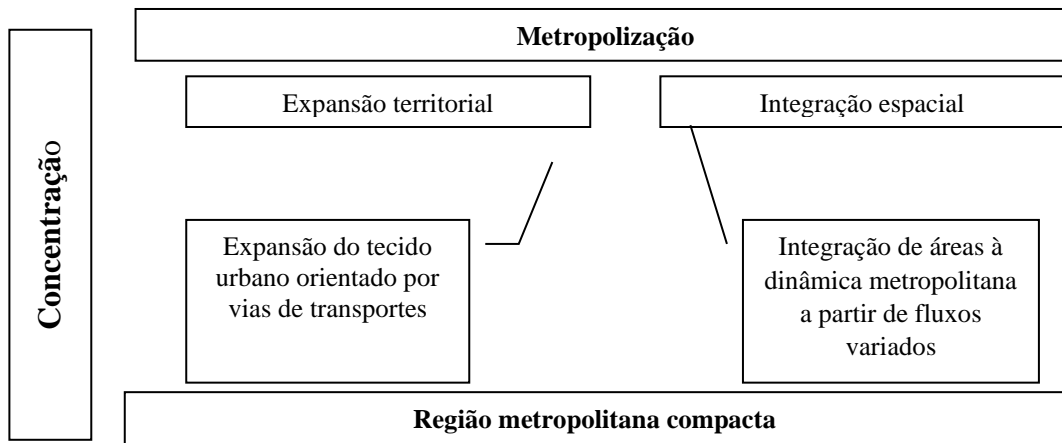 Concentração
Metropolização
Expansão territorial
Integração espacial
Expansão do tecido
urbano orientado por
vias de transportes
Integração de áreas à
dinâmica metropolitana
a partir de fluxos
variados
Região metropolitana compacta